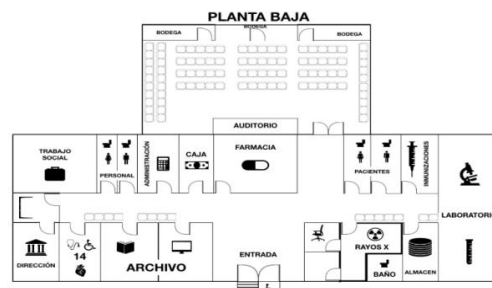 PLANTA BAJA
BODEGA
BODEGA
BODEGA
AUDITORIO
TRABAJO
SOCIAL
PERSONAL
ADMINISTRACIÓN
CAJA
FARMACIA
PACIENTES
INMUNIZACIONES
LABORATORI
DIRECCIÓN
14
ARCHIVO
ENTRADA
RAYOS X
BAÑO
ALMACEN